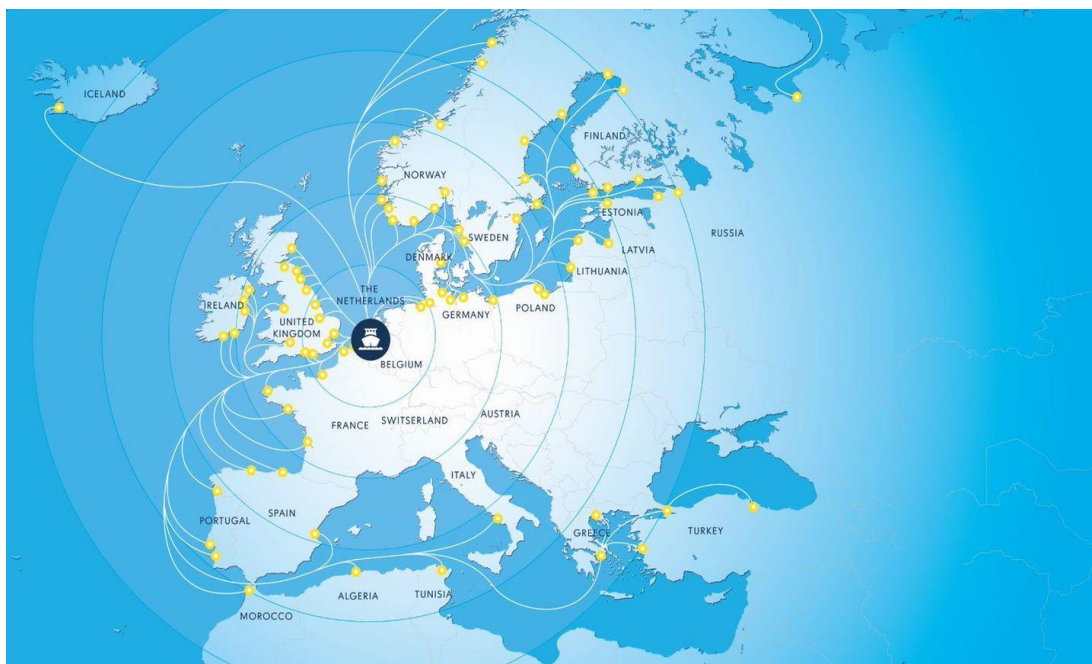 ICELAND
FINLAND
NORWAY
ESTONIA
SWEDEN
RUSSIA
LATVIA
DENMARK
LITHUANIA
THE
NETHERLANDS
IRELAND
POLAND
GERMANY
UNITED
KINGDOM
BELGIUM
AUSTRIA
SWITSERLAND
FRANCE
ITALY
SPAIN
PORTUGAL
GREECE
TURKEY
ALGERIA
TUNISIA
MOROCCO